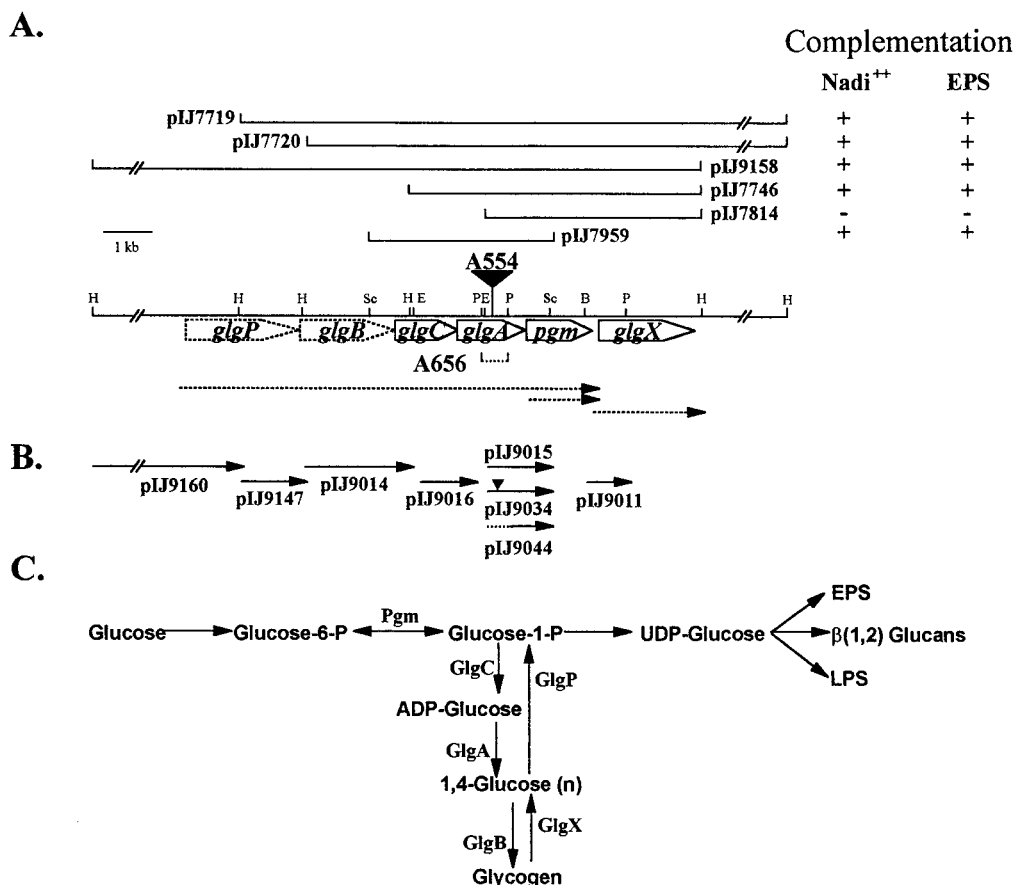 A.
Complementation
Nadi++ EPS
pIJ7719 + +
pIJ7720 + +
pIJ9158 + +
pIJ7746 + +
pIJ7814 - -
pIJ7959 + +
1 kb
A554
H H H Sc H E P E P Sc B P H H
glgP glgB glgC glgA pgm glgX
A656
B.
pIJ9015
pIJ9160 pIJ9147 pIJ9014 pIJ9016 pIJ9034 pIJ9011
pIJ9044
C.
EPS
Pgm
Glucose Glucose-6-P Glucose-1-P UDP-Glucose β(1,2) Glucans
GlgC GlgP LPS
ADP-Glucose
GlgA
1,4-Glucose (n)
GlgB GlgX
Glycogen